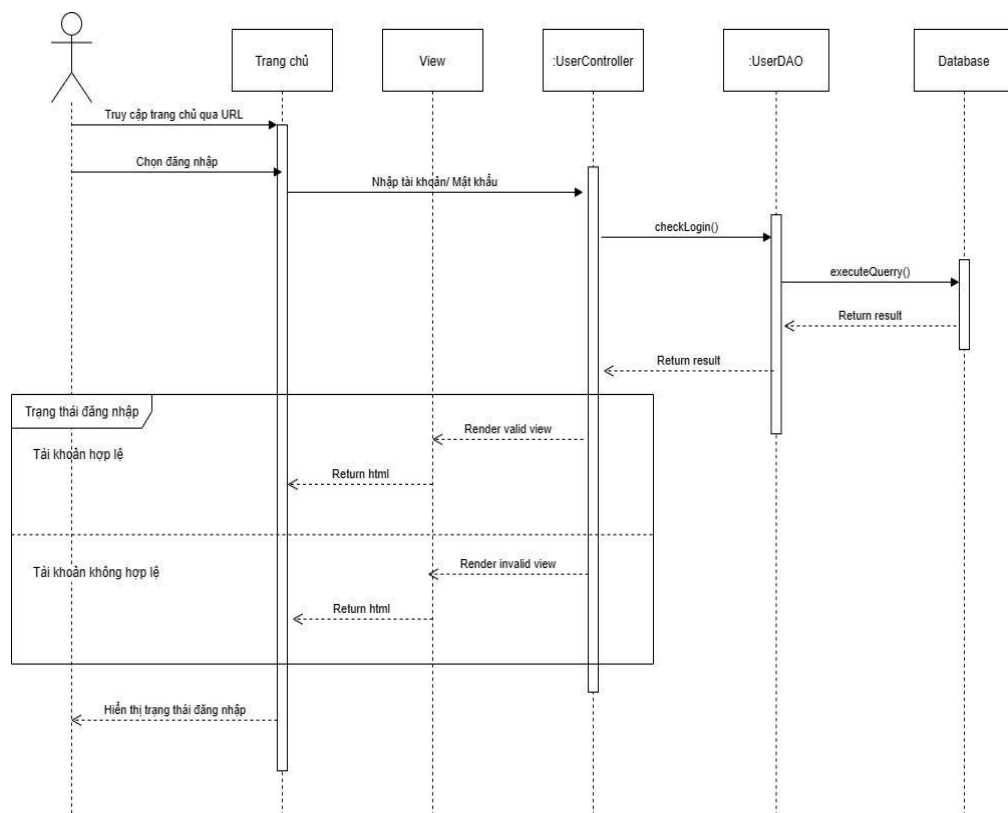 Trang chủ
View
:UserController
:UserDAO
Database
Truy cập trang chủ qua URL
Chọn đăng nhập
Nhập tài khoản/ Mật khẩu
checkLogin()
executeQuerry()
Return result
Return result
Trạng thái đăng nhập
Render valid view
Tài khoản hợp lệ
Return html
Render invalid view
Tài khoản không hợp lệ
Return html
Hiển thị trạng thái đăng nhập